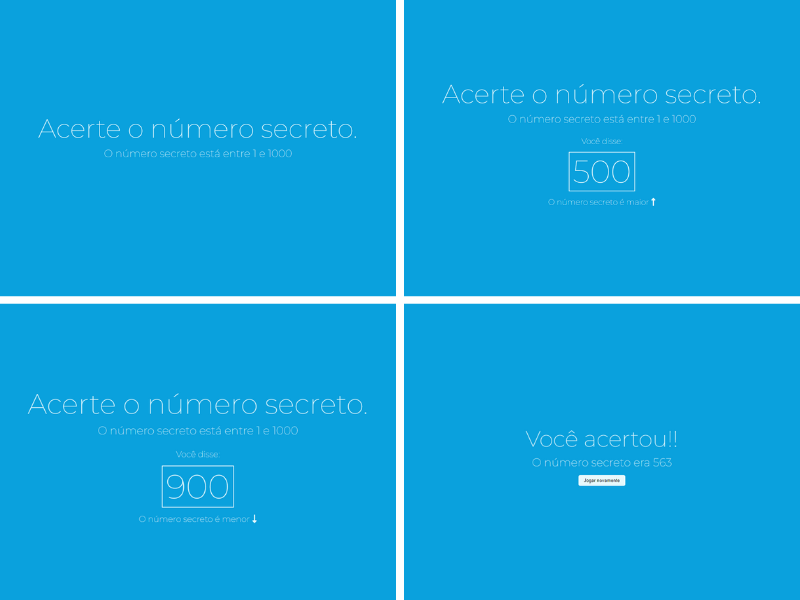 Acerte o número secreto.
O número secreto está entre 1 e 1000
Acerte o número secreto.
O número secreto está entre 1 e 1000
Você disse
500
O número secreto é maior ↑
Acerte o número secreto.
O número secreto está entre 1 e 1000
Você disse
900
O número secreto é menor ↓
Você acertou!!
O número secreto era 563
Jogar novamente